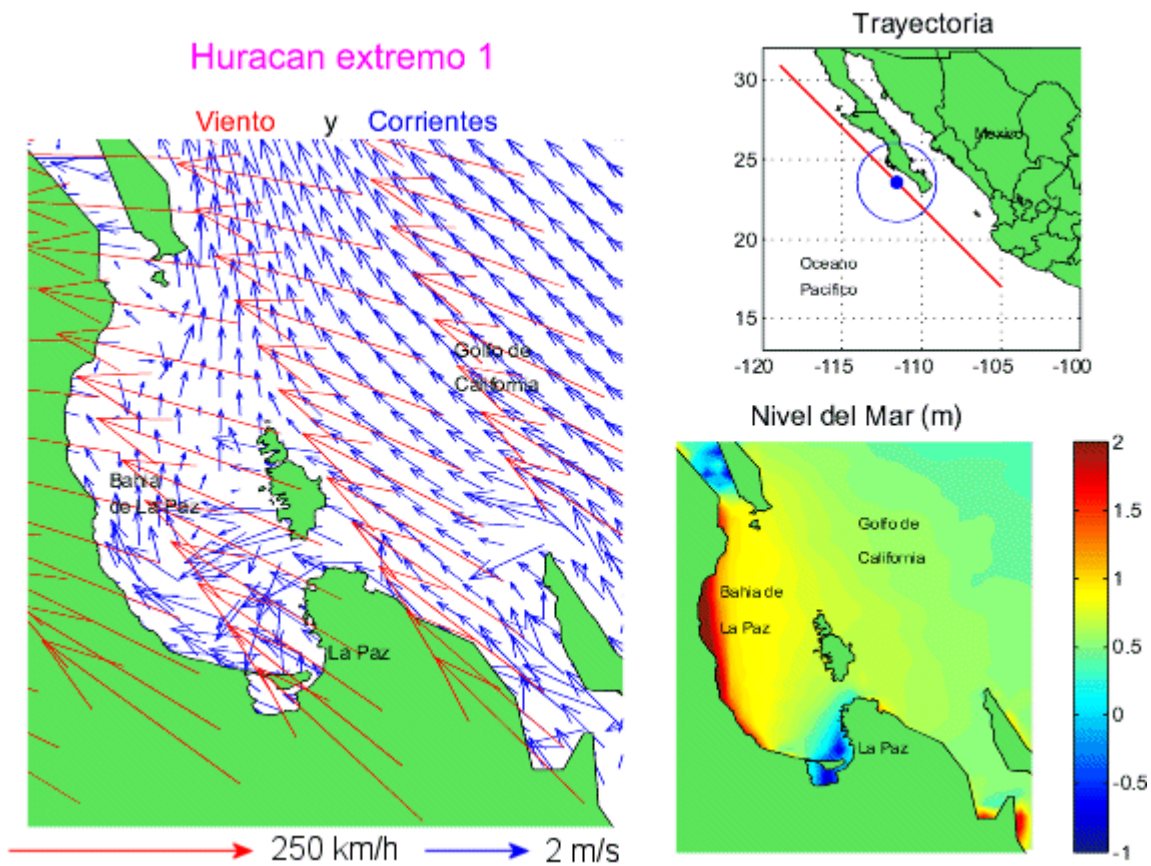 Huracan extremo 1
Viento y Corrientes
Golfo de
California
Bahia
de La Paz
La Paz
250 km/h
2 m/s
Trayectoria
30
25
20
15
-120 -115 -110 -105 -100
Mexico
Oceano
Pacifico
Nivel del Mar (m)
Golfo de
California
Bahia de
La Paz
La Paz
2
1.5
1
0.5
0
-0.5
-1